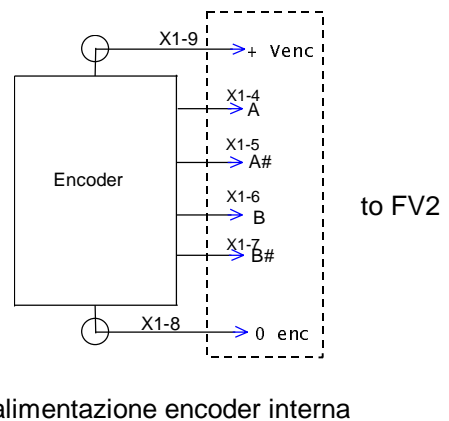 X1-9
+ Venc
X1-4
A
X1-5
A#
Encoder
X1-6
B
to FV2
X1-7
B#
X1-8
0 enc
alimentazione encoder interna